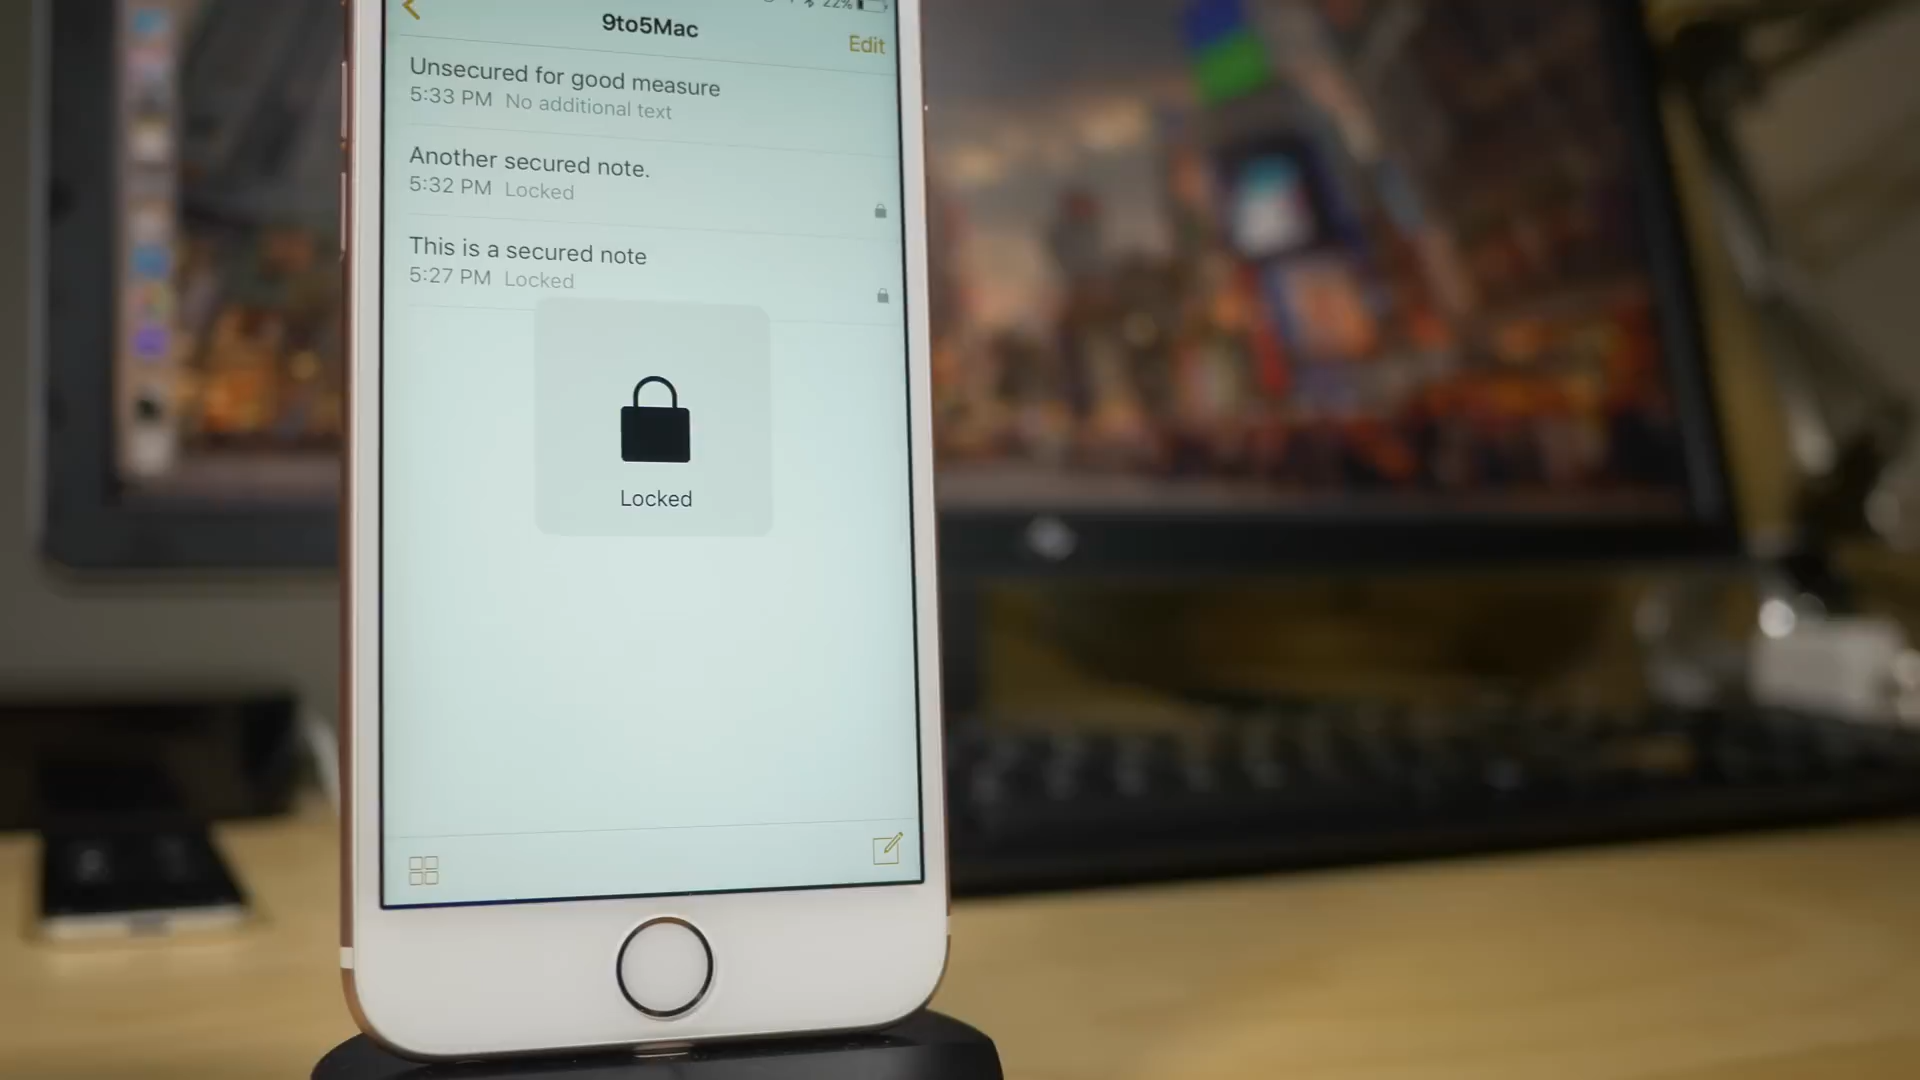 22%
9to5Mac
Edit
Unsecured for good measure
5:33 PM No additional text
Another secured note.
5:32 PM Locked
This is a secured note
5:27 PM Locked
Locked